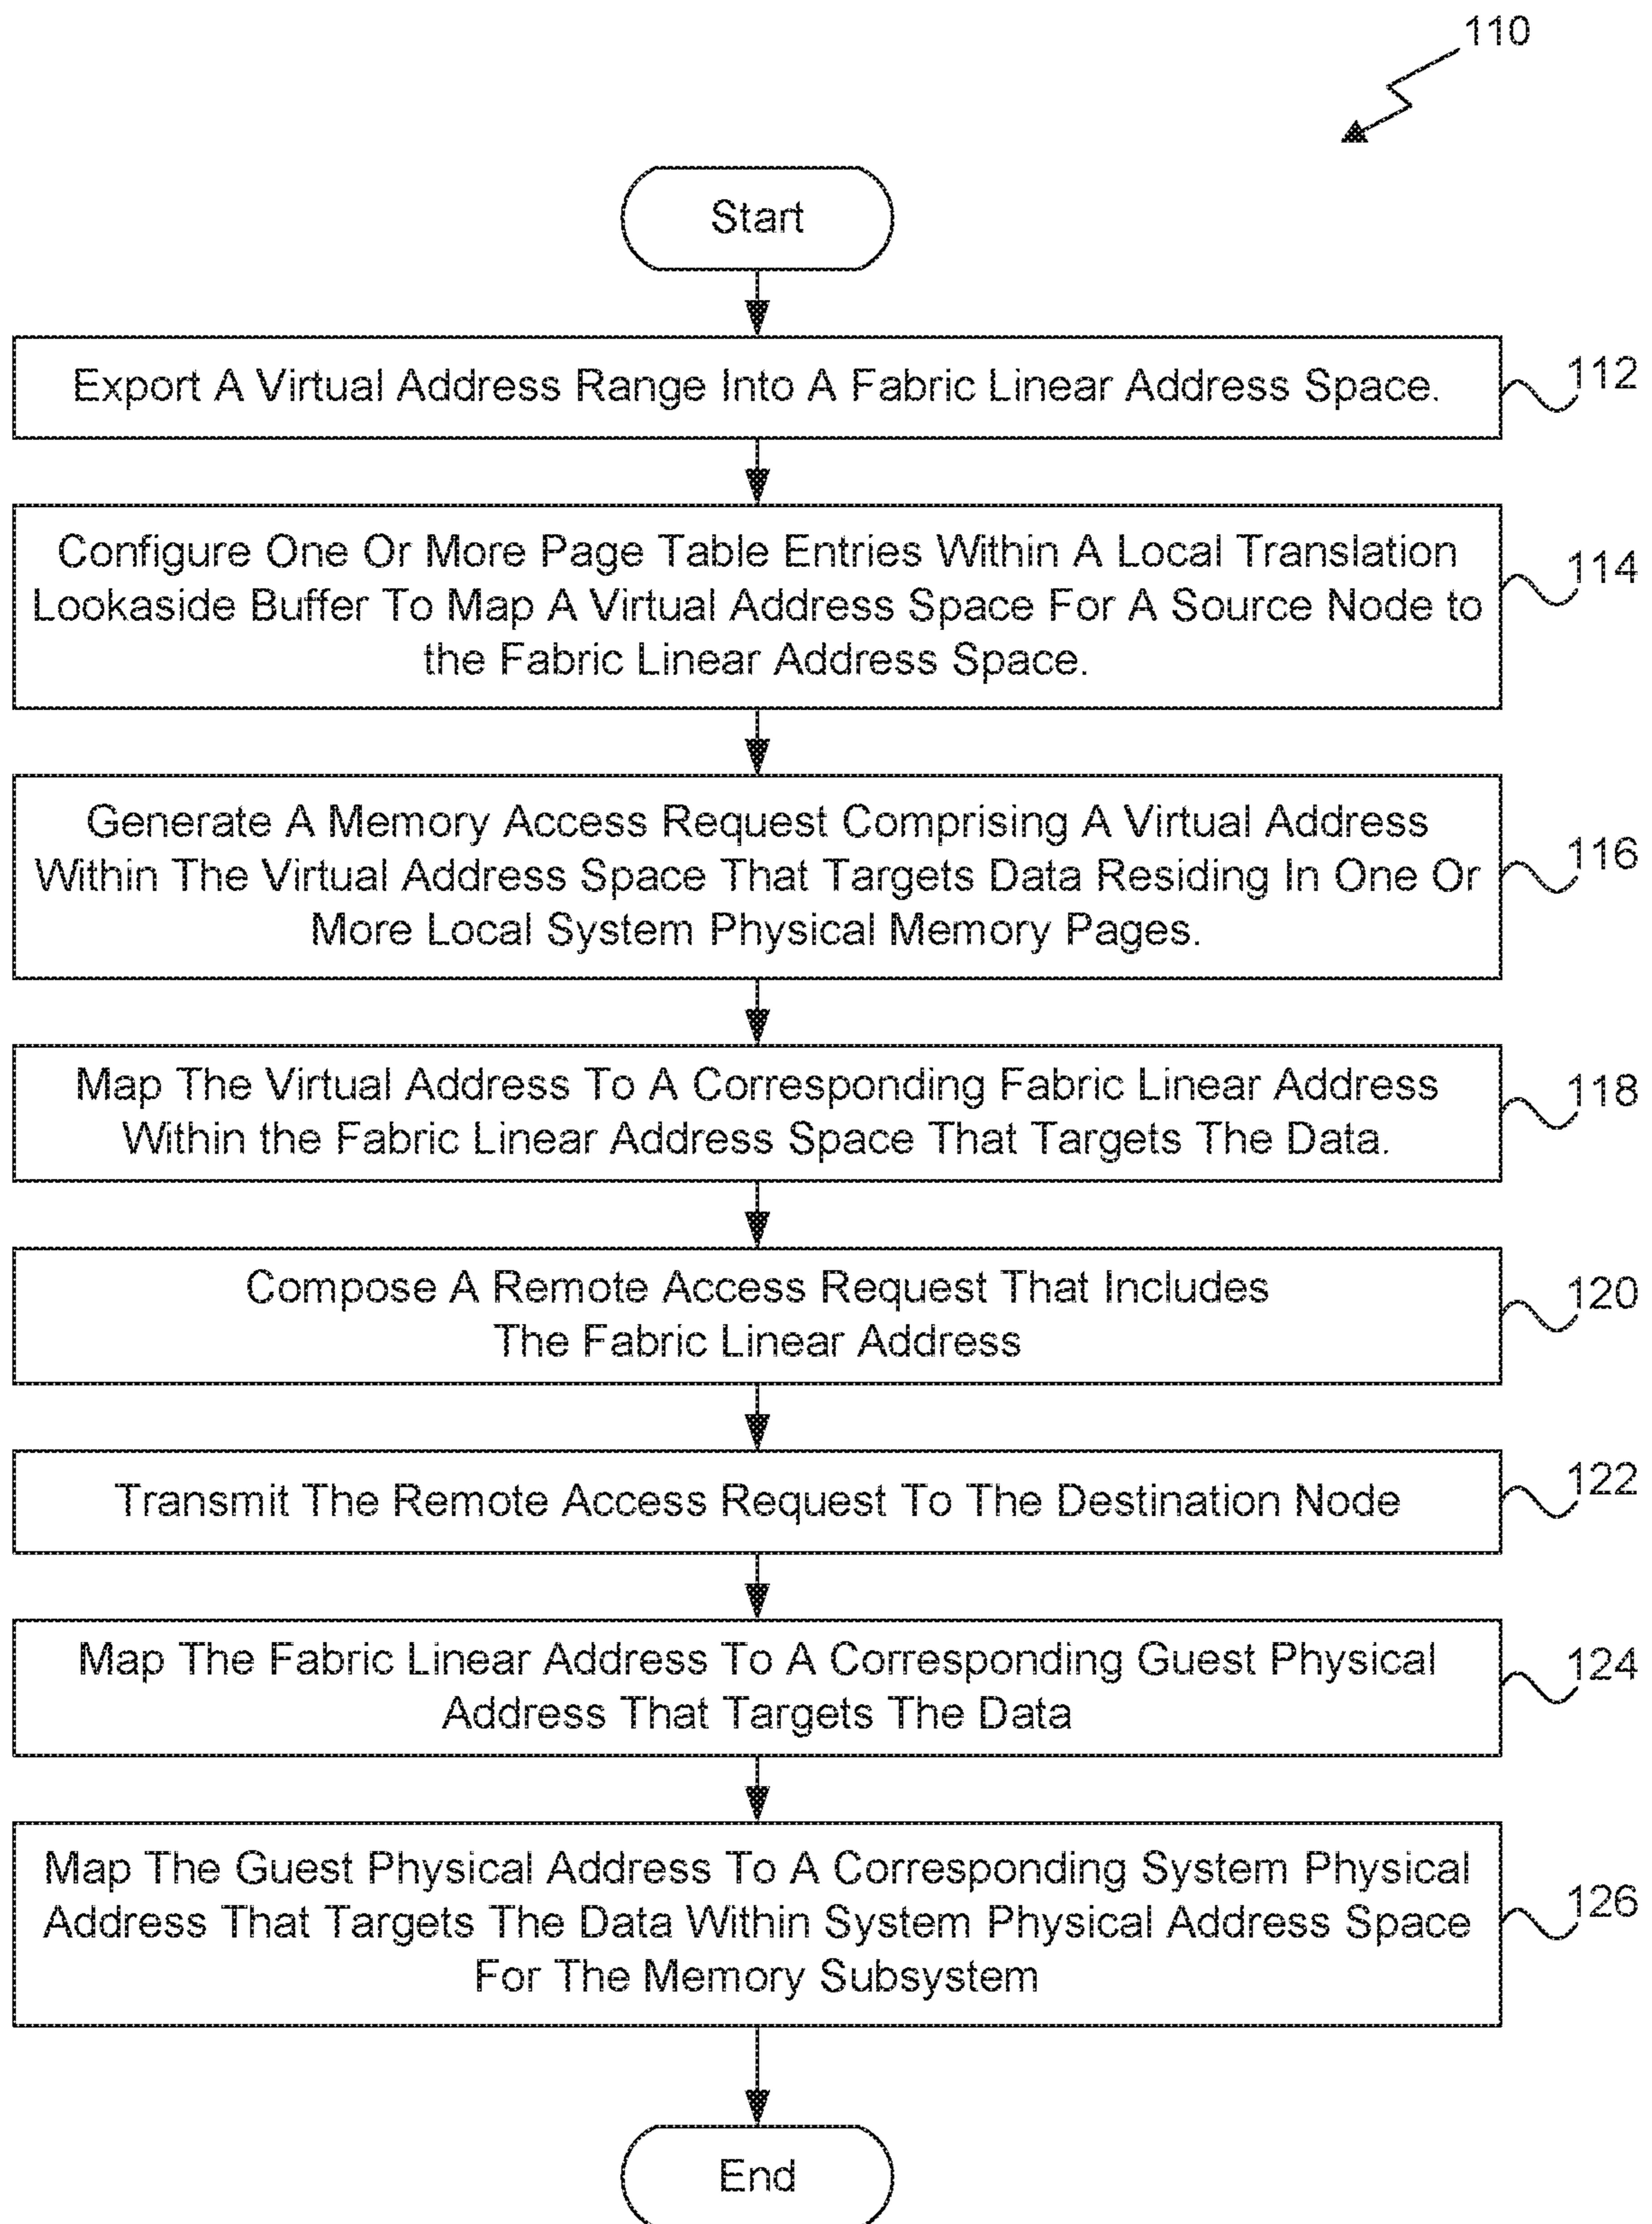 110
Start
Export A Virtual Address Range Into A Fabric Linear Address Space.
112
Configure One Or More Page Table Entries Within A Local Translation
Lookaside Buffer To Map A Virtual Address Space For A Source Node to
the Fabric Linear Address Space.
114
Generate A Memory Access Request Comprising A Virtual Address
Within The Virtual Address Space That Targets Data Residing In One Or
More Local System Physical Memory Pages.
116
Map The Virtual Address To A Corresponding Fabric Linear Address
Within the Fabric Linear Address Space That Targets The Data.
118
Compose A Remote Access Request That Includes
The Fabric Linear Address
120
Transmit The Remote Access Request To The Destination Node
122
Map The Fabric Linear Address To A Corresponding Guest Physical
Address That Targets The Data
124
Map The Guest Physical Address To A Corresponding System Physical
Address That Targets The Data Within System Physical Address Space
For The Memory Subsystem
126
End